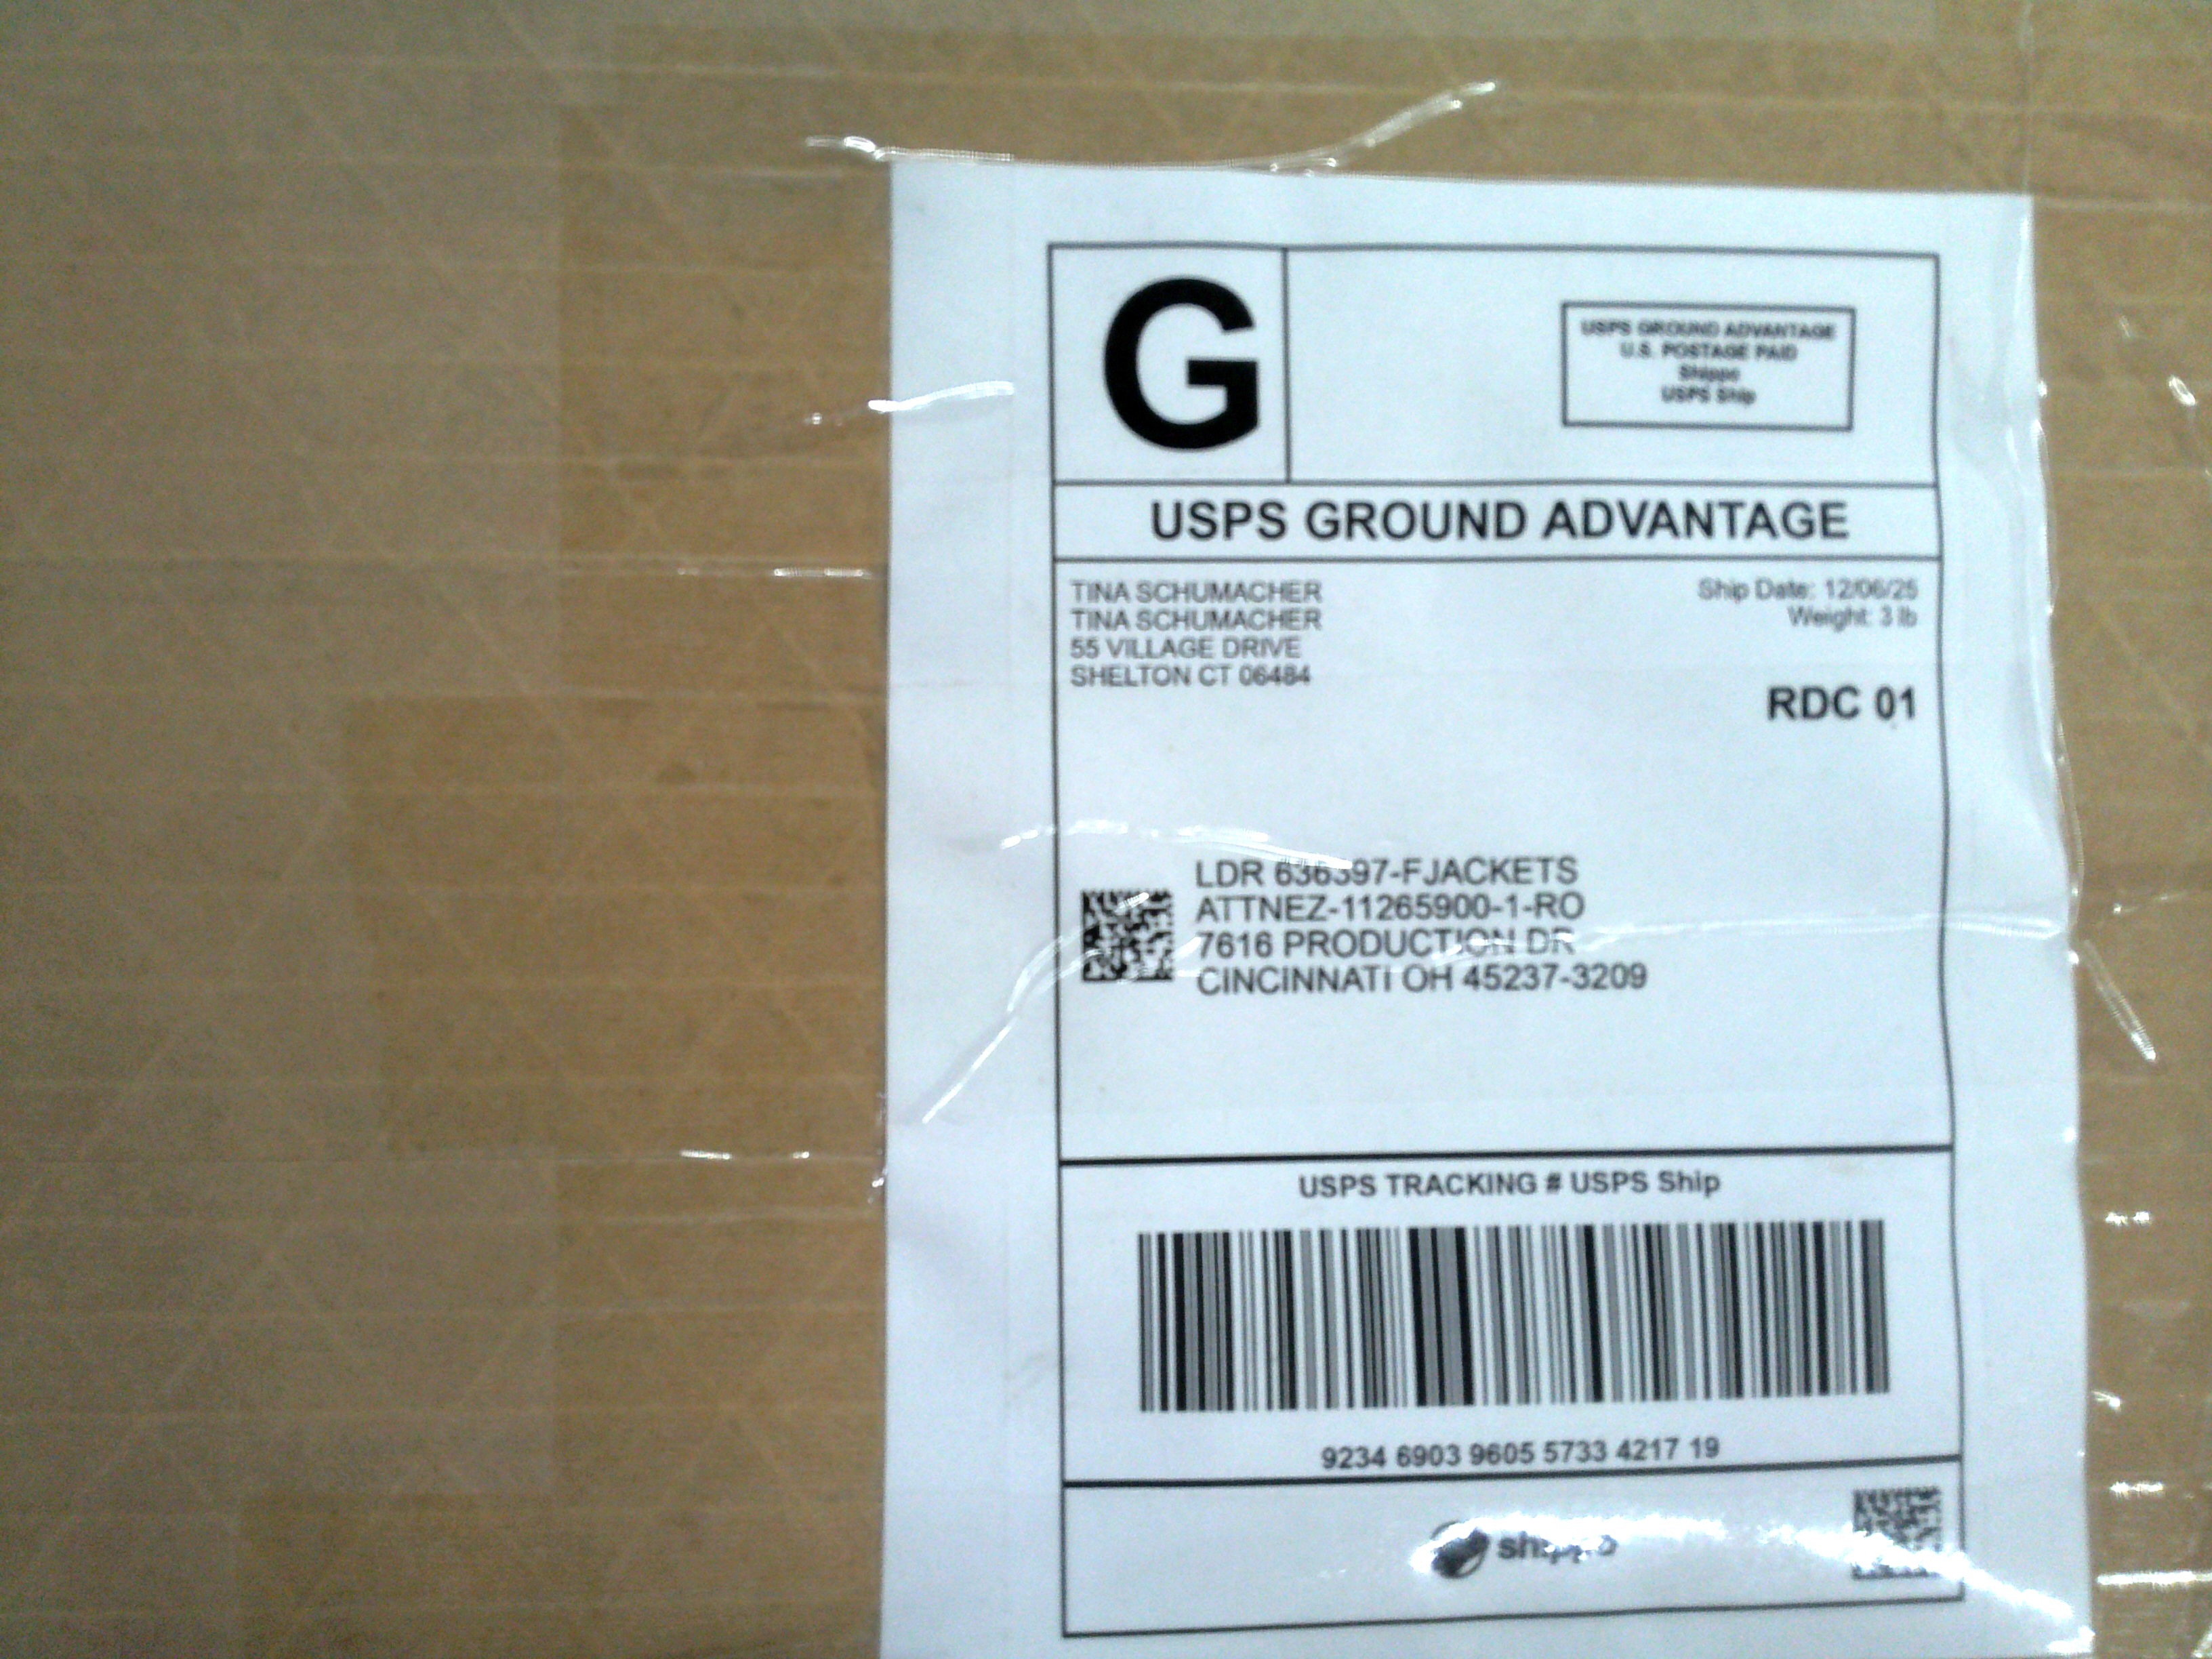 G
USPS GROUND ADVANTAGE
U.S. POSTAGE PAID
Shippo
USPS Ship
USPS GROUND ADVANTAGE
TINA SCHUMACHER
TINA SCHUMACHER
55 VILLAGE DRIVE
SHELTON CT 06484
Ship Date: 12/06/25
Weight: 3 lb
RDC 01
LDR 636397-FJACKETS
ATTNEZ-11265900-1-RO
7616 PRODUCTION DR
CINCINNATI OH 45237-3209
USPS TRACKING # USPS Ship
9234 6903 9605 5733 4217 19
shippo